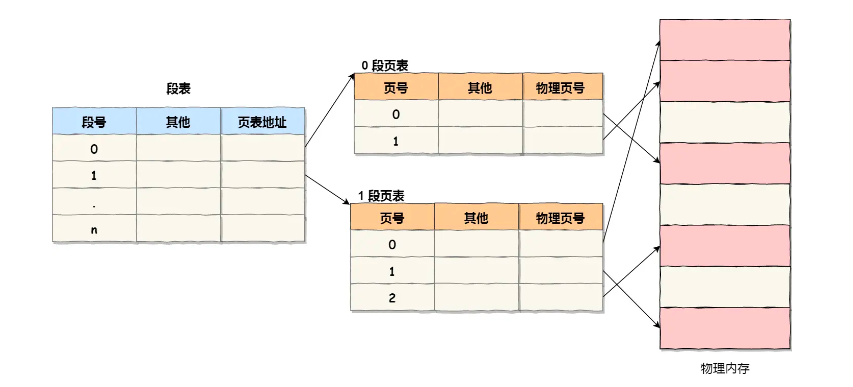 段表
段号 其他 页表地址
0
1
.
n
0 段页表
页号 其他 物理页号
0
1
1 段页表
页号 其他 物理页号
0
1
2
物理内存